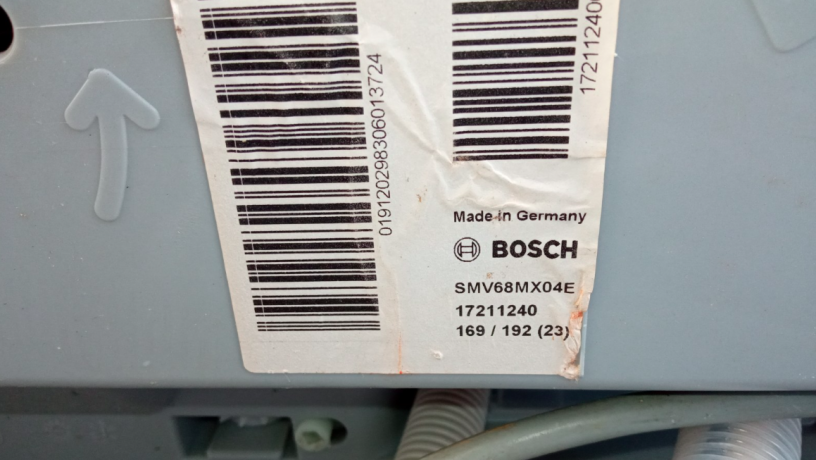 019120298306013724
17211240
Made in Germany
BOSCH
SMV68MX04E
17211240
169 / 192 (23)